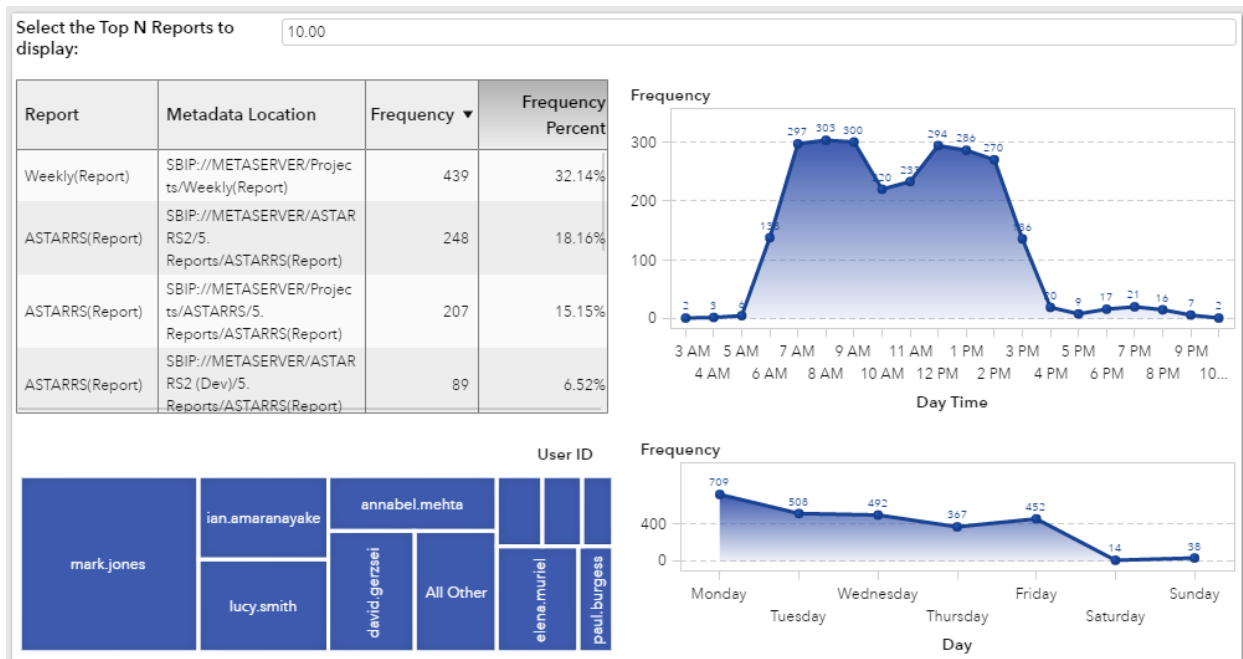 Select the Top N Reports to
display:
10.00
Report
Metadata Location
Frequency ▼
Frequency
Percent
Weekly(Report)
SBIP://METASERVER/Projec
ts/Weekly(Report)
439
32.14%
ASTARRS(Report)
SBIP://METASERVER/ASTAR
RS2/5.
Reports/ASTARRS(Report)
248
18.16%
ASTARRS(Report)
SBIP://METASERVER/Projec
ts/ASTARRS/5.
Reports/ASTARRS(Report)
207
15.15%
ASTARRS(Report)
SBIP://METASERVER/ASTAR
RS2 (Dev)/5.
Reports/ASTARRS(Report)
89
6.52%
Frequency
300
200
100
0
2 3 6 297 303 300 294 286 270 9 17 21 16 7 2
3 AM 5 AM 7 AM 9 AM 11 AM 1 PM 3 PM 5 PM 7 PM 9 PM
4 AM 6 AM 8 AM 10 AM 12 PM 2 PM 4 PM 6 PM 8 PM 10...
Day Time
User ID
mark.jones
ian.amaranayake
lucy.smith
annabel.mehta
david.gerzsei
All Other
elena.muriel
paul.burgess
Frequency
400
0
709 508 492 367 452 14 38
Monday Wednesday Friday Sunday
Tuesday Thursday Saturday
Day